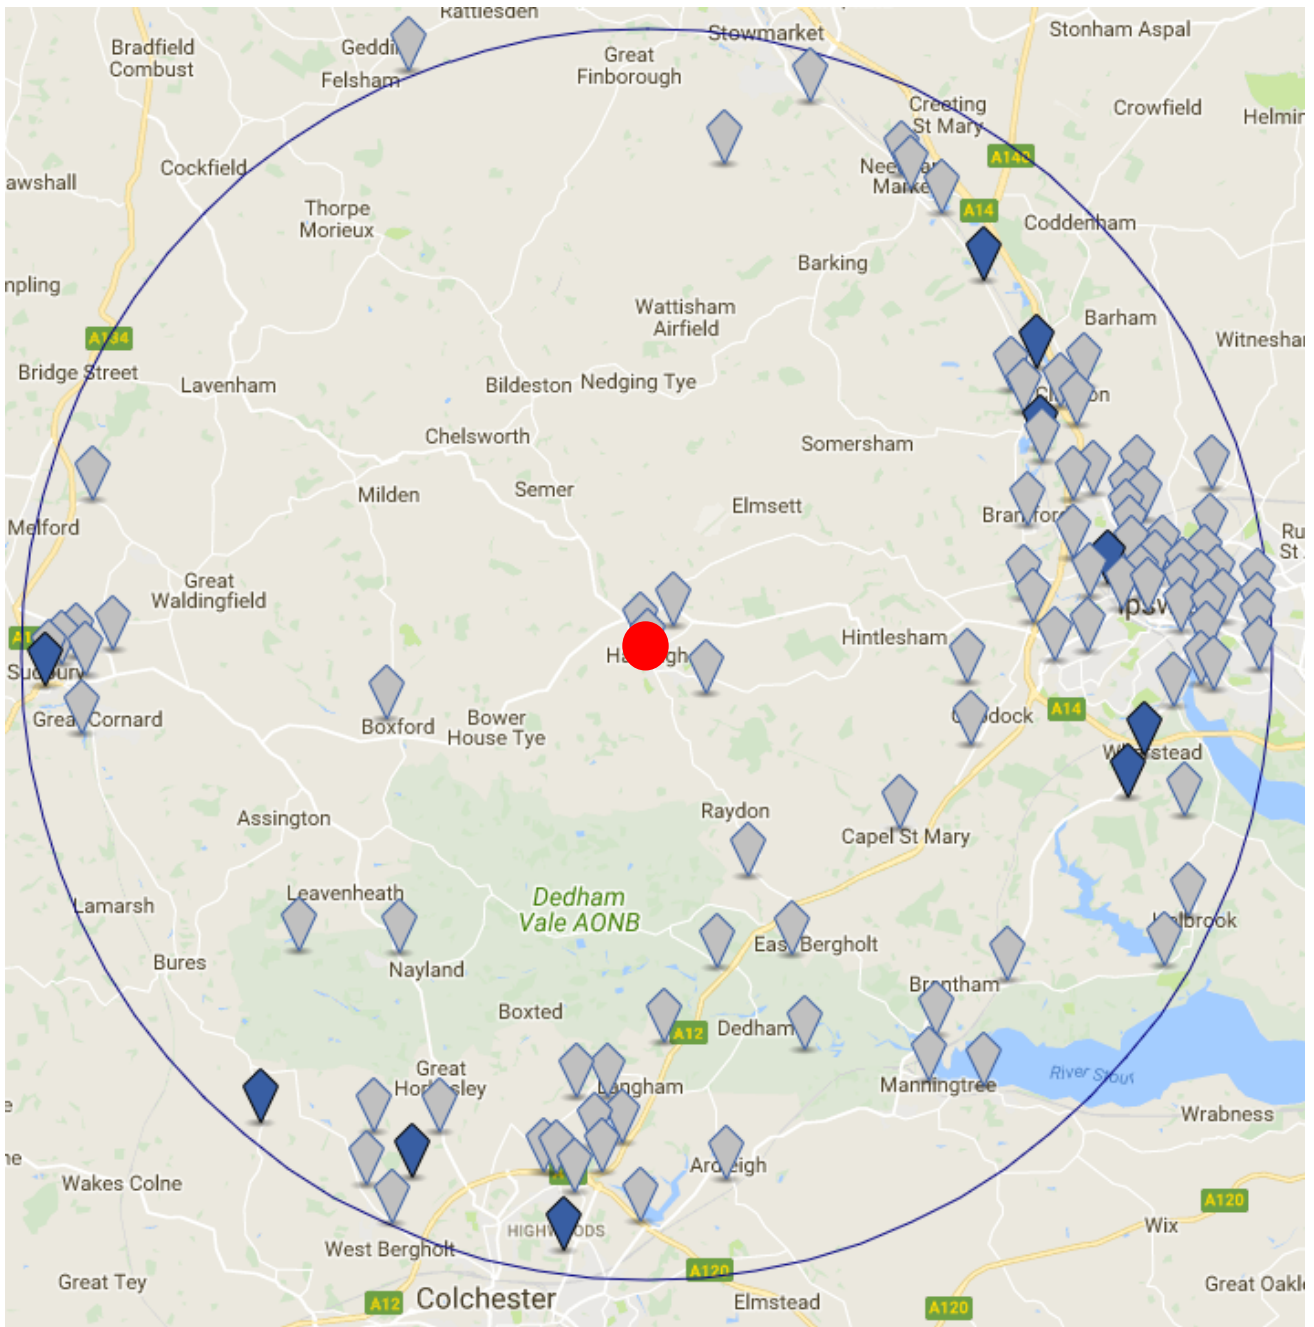 Rattlesden
Stowmarket
Stonham Aspal
Bradfield
Combust
Great
Finborough
Felsham
Creeting
St Mary
Crowfield
Cockfield
A140
Coddenham
A14
Thorpe
Morieux
Barking
Wattisham
Airfield
Barham
A134
Bridge Street
Lavenham
Bildeston
Nedging Tye
Chelsworth
Somersham
Milden
Semer
Elmsett
Melford
Great
Waldingfield
Hintlesham
Great Cornard
Boxford
Bower
House Tye
A14
Raydon
Assington
Capel St Mary
Leavenheath
Lamarsh
Dedham
Vale AONB
East Bergholt
Bures
Nayland
Boxted
A12
Dedham
Great
Langham
Manningtree
River Stour
Wrabness
Wakes Colne
A120
West Bergholt
Wix
Great Tey
A120
A12
Colchester
Elmstead
A120